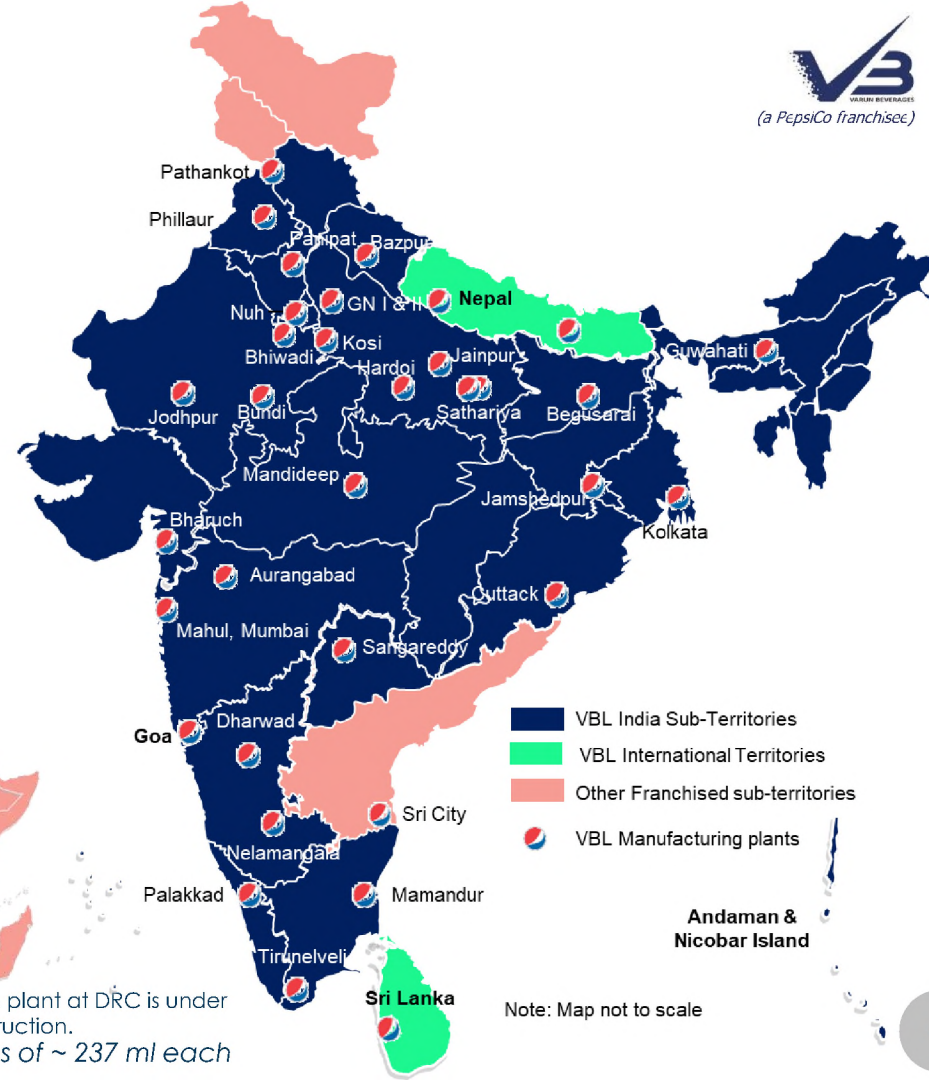 VB
VARUN BEVERAGES
(a PepsiCo franchisee)
Pathankot
Phillaur
Panipat
Bazpur
Nepal
Nuh
GN I & II
Bhiwadi
Kosi
Guwahati
Hardoi
Jainpur
Jodhpur
Bundi
Sathariya
Begusarai
Mandideep
Jamshedpur
Kolkata
Bharuch
Aurangabad
Cuttack
Mahul, Mumbai
Sangareddy
Goa
Dharwad
VBL India Sub-Territories
VBL International Territories
Other Franchised sub-territories
VBL Manufacturing plants
Sri City
Nelamangala
Palakkad
Mamandur
Andaman &
Nicobar Island
Tirunelveli
Sri Lanka
Note: Map not to scale
plant at DRC is under
ruction.
s of ~ 237 ml each